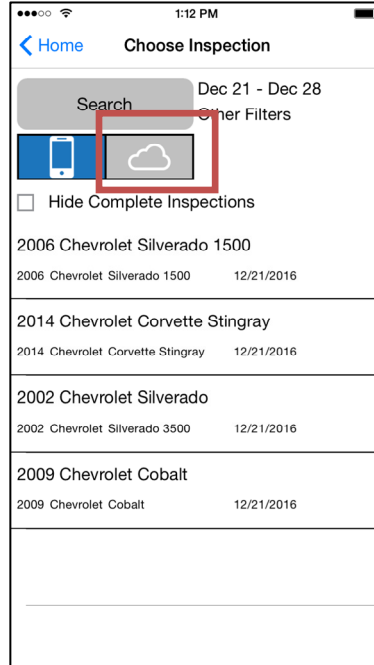 1:12 PM
Home Choose Inspection
Search
Dec 21 - Dec 28
Other Filters
Hide Complete Inspections
2006 Chevrolet Silverado 1500
2006 Chevrolet Silverado 1500 12/21/2016
2014 Chevrolet Corvette Stingray
2014 Chevrolet Corvette Stingray 12/21/2016
2002 Chevrolet Silverado
2002 Chevrolet Silverado 3500 12/21/2016
2009 Chevrolet Cobalt
2009 Chevrolet Cobalt 12/21/2016